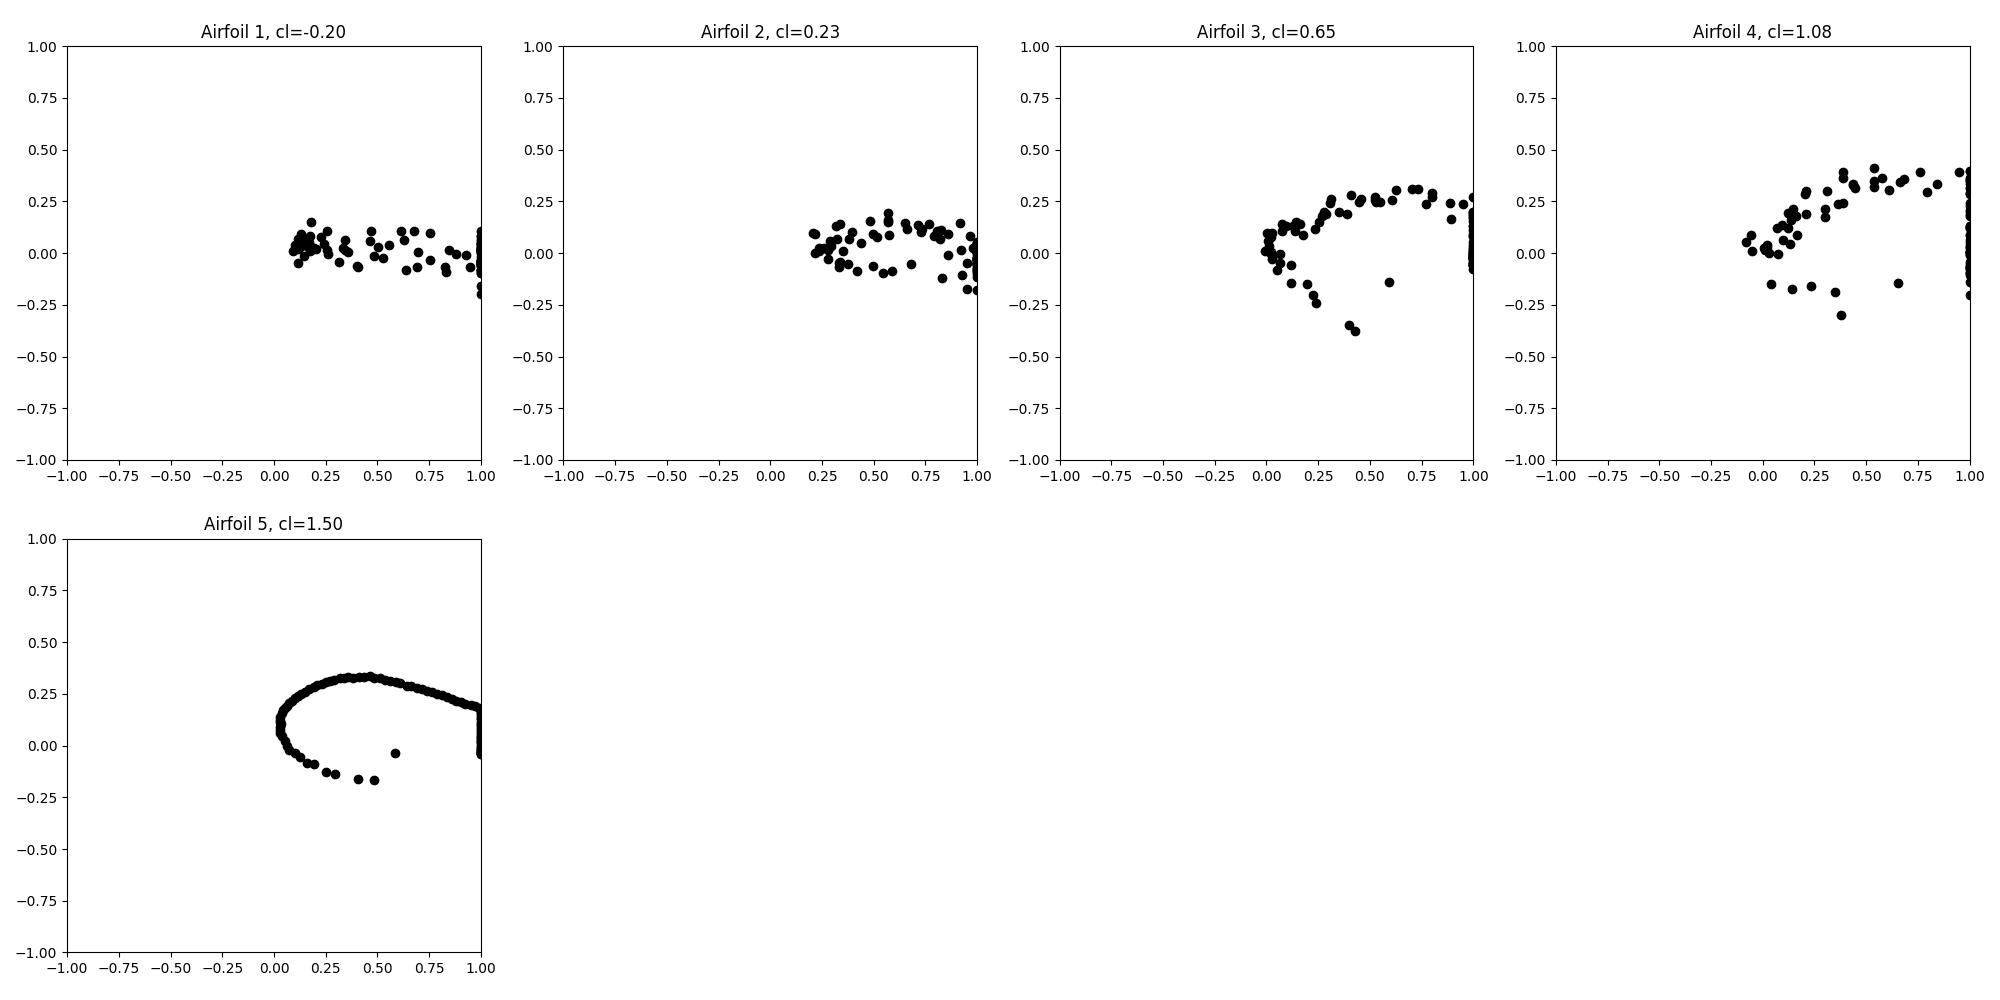 Airfoil 1, cl=-0.20
Airfoil 2, cl=0.23
Airfoil 3, cl=0.65
Airfoil 4, cl=1.08
1.00 1.00 1.00 1.00
0.75 0.75 0.75 0.75
0.50 0.50 0.50 0.50
0.25 0.25 0.25 0.25
0.00 0.00 0.00 0.00
−0.25 −0.25 −0.25 −0.25
−0.50 −0.50 −0.50 −0.50
−0.75 −0.75 −0.75 −0.75
−1.00 −1.00 −1.00 −1.00
−1.00 −0.75 −0.50 −0.25 0.00 0.25 0.50 0.75 1.00
−1.00 −0.75 −0.50 −0.25 0.00 0.25 0.50 0.75 1.00
−1.00 −0.75 −0.50 −0.25 0.00 0.25 0.50 0.75 1.00
−1.00 −0.75 −0.50 −0.25 0.00 0.25 0.50 0.75 1.00
Airfoil 5, cl=1.50
1.00
0.75
0.50
0.25
0.00
−0.25
−0.50
−0.75
−1.00
−1.00 −0.75 −0.50 −0.25 0.00 0.25 0.50 0.75 1.00